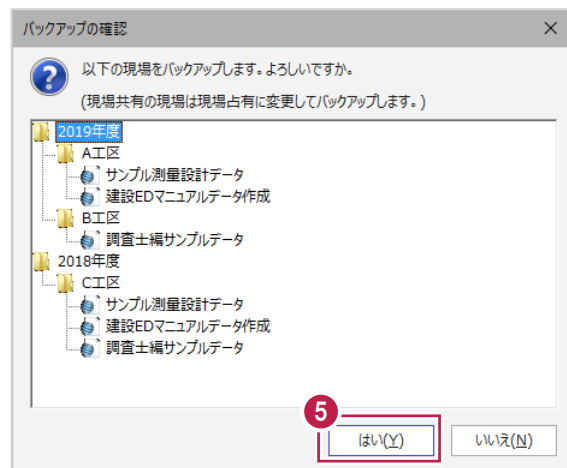 バックアップの確認
以下の現場をバックアップします。よろしいですか。
(現場共有の現場は現場占有に変更してバックアップします。)
2019年度
A工区
サンプル測量設計データ
建設EDマニュアルデータ作成
B工区
調査士編サンプルデータ
2018年度
C工区
サンプル測量設計データ
建設EDマニュアルデータ作成
調査士編サンプルデータ
5
はい(Y)
いいえ(N)